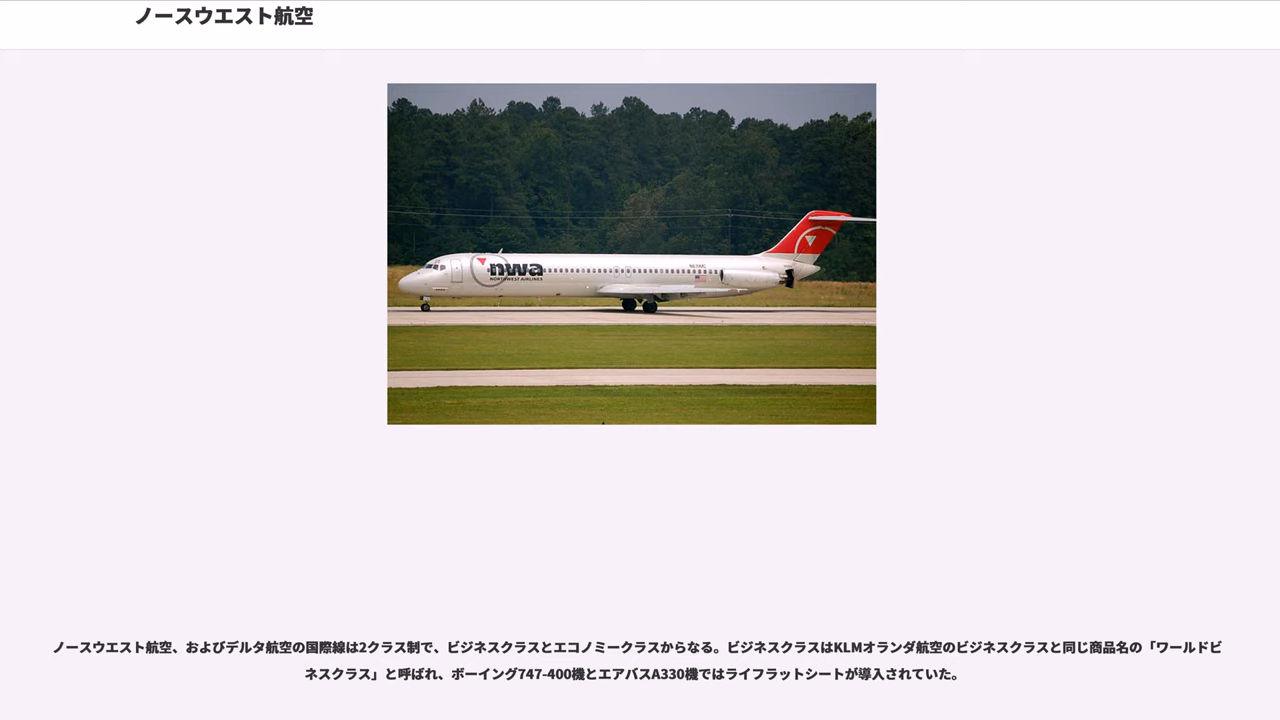 ノースウエスト航空
nwa
NORTHWEST AIRLINES
ノースウエスト航空、およびデルタ航空の国際線は2クラス制で、ビジネスクラスとエコノミークラスからなる。ビジネスクラスはKLMオランダ航空のビジネスクラスと同じ商品名の「ワールドビ
ネスクラス」と呼ばれ、ボーイング747-400機とエアバスA330機ではライフラットシートが導入されていた。